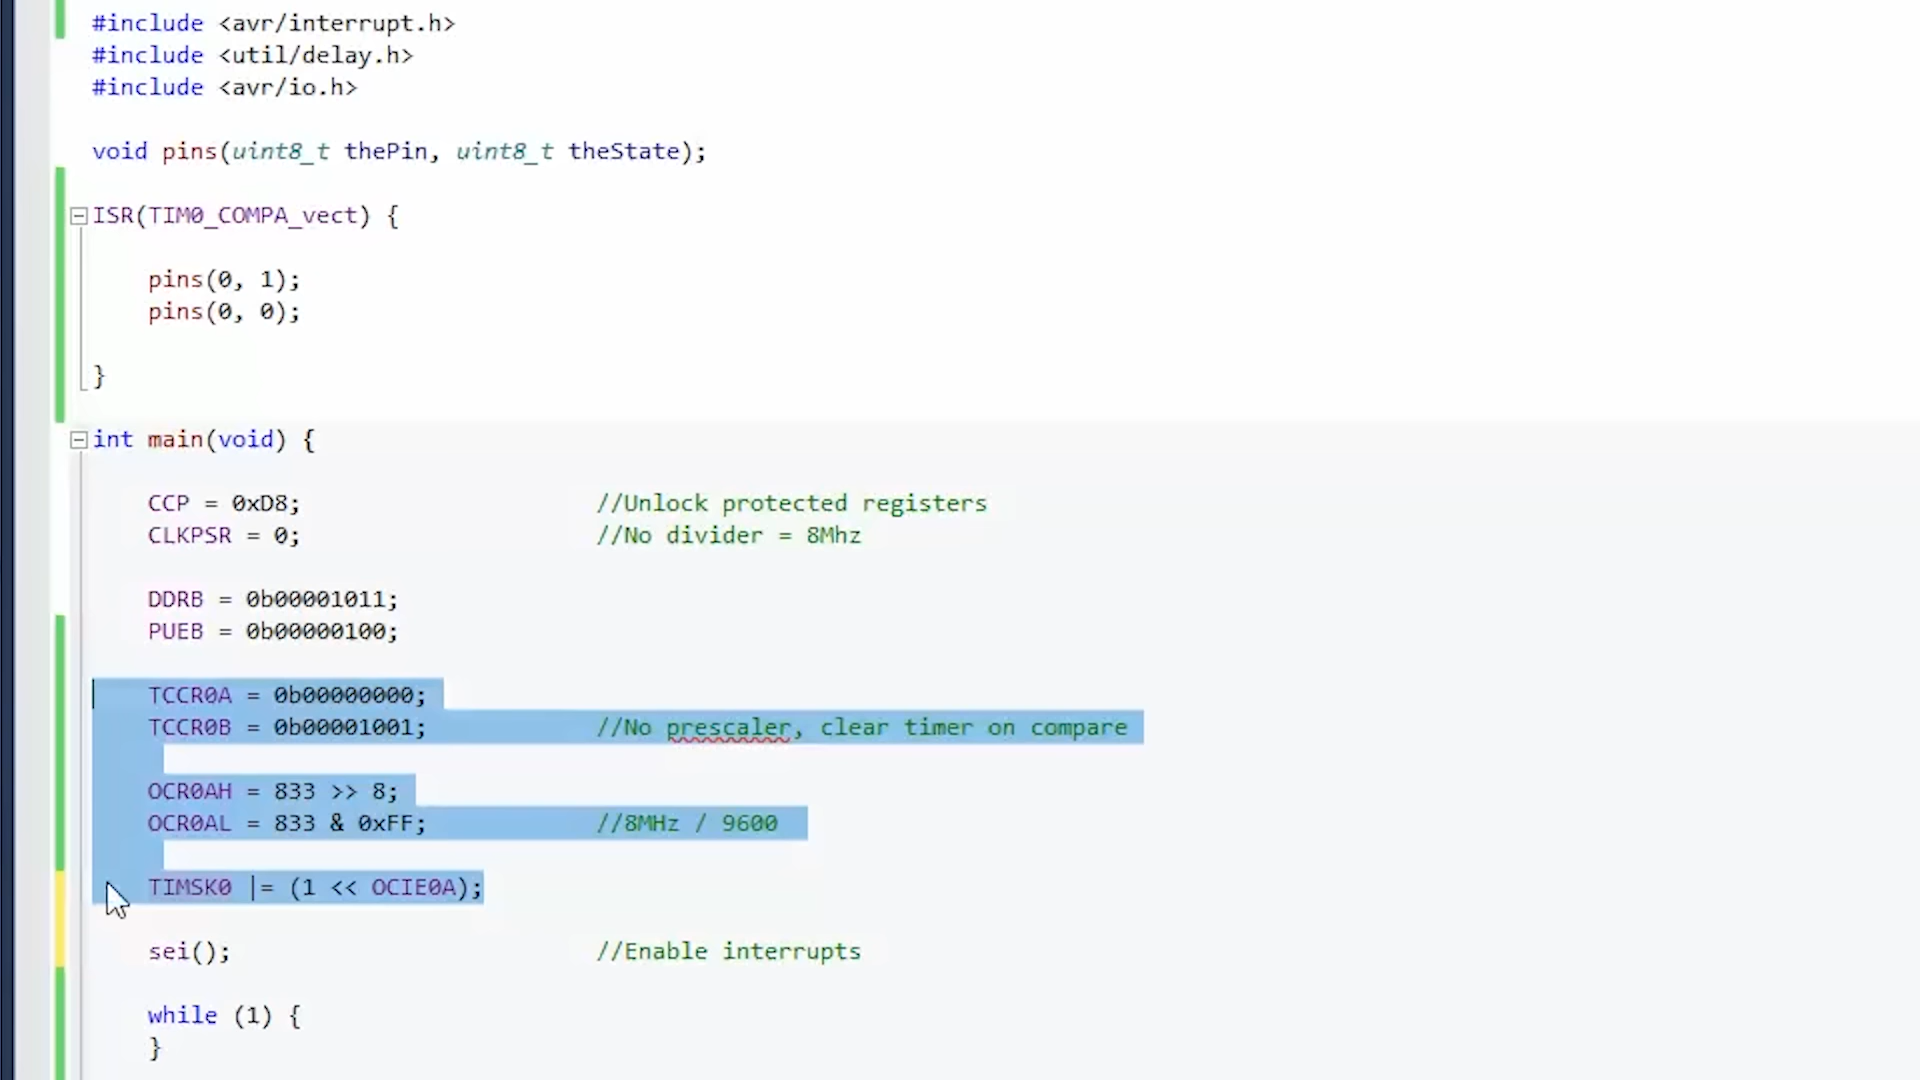 #include <avr/interrupt.h>
#include <util/delay.h>
#include <avr/io.h>
void pins(uint8_t thePin, uint8_t theState);
ISR(TIM0_COMPA_vect) {
pins(0, 1);
pins(0, 0);
}
int main(void) {
CCP = 0xD8; //Unlock protected registers
CLKPSR = 0; //No divider = 8Mhz
DDRB = 0b00001011;
PUEB = 0b00000100;
TCCR0A = 0b00000000;
TCCR0B = 0b00001001; //No prescaler, clear timer on compare
OCR0AH = 833 >> 8;
OCR0AL = 833 & 0xFF; //8MHz / 9600
TIMSK0 |= (1 << OCIE0A);
sei(); //Enable interrupts
while (1) {
}